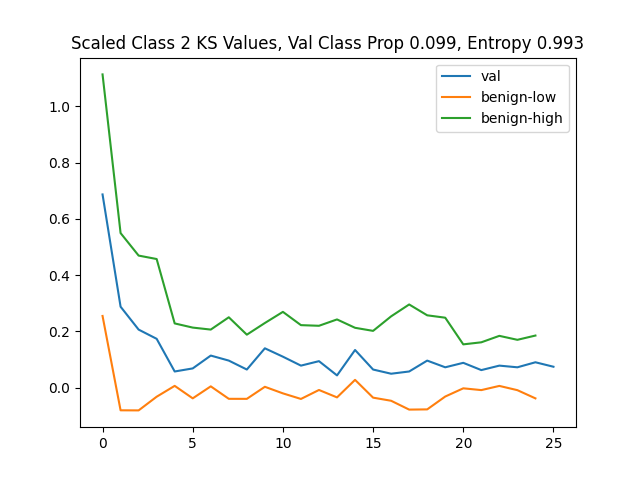 Scaled Class 2 KS Values, Val Class Prop 0.099, Entropy 0.993
val
benign-low
benign-high
1.0
0.8
0.6
0.4
0.2
0.0
0 5 10 15 20 25